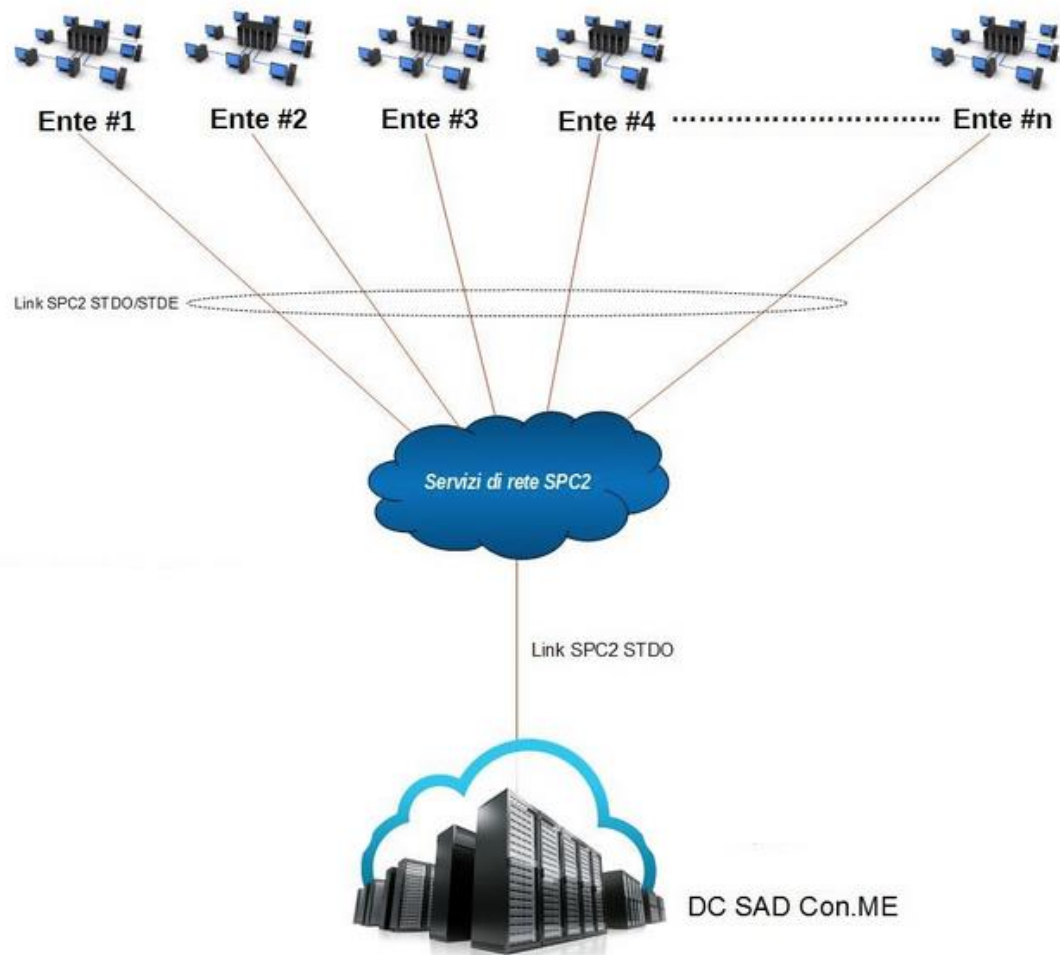 Ente #1
Ente #2
Ente #3
Ente #4 ................................
Ente #n
Link SPC2 STDO/STDE
Servizi di rete SPC2
Link SPC2 STDO
DC SAD Con.ME